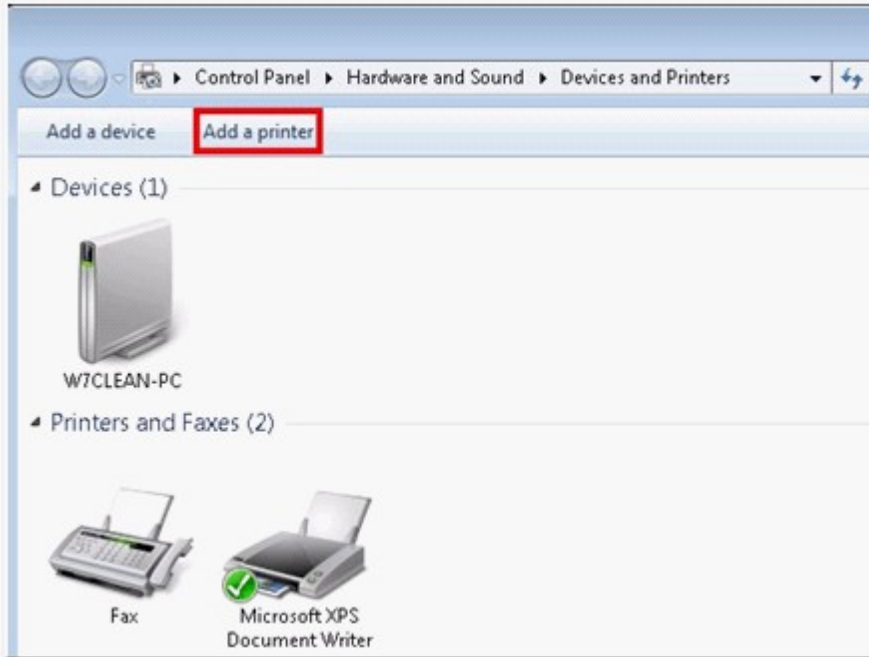 Control Panel ▸ Hardware and Sound ▸ Devices and Printers
Add a device Add a printer
Devices (1)
W7CLEAN-PC
Printers and Faxes (2)
Fax Microsoft XPS
Document Writer